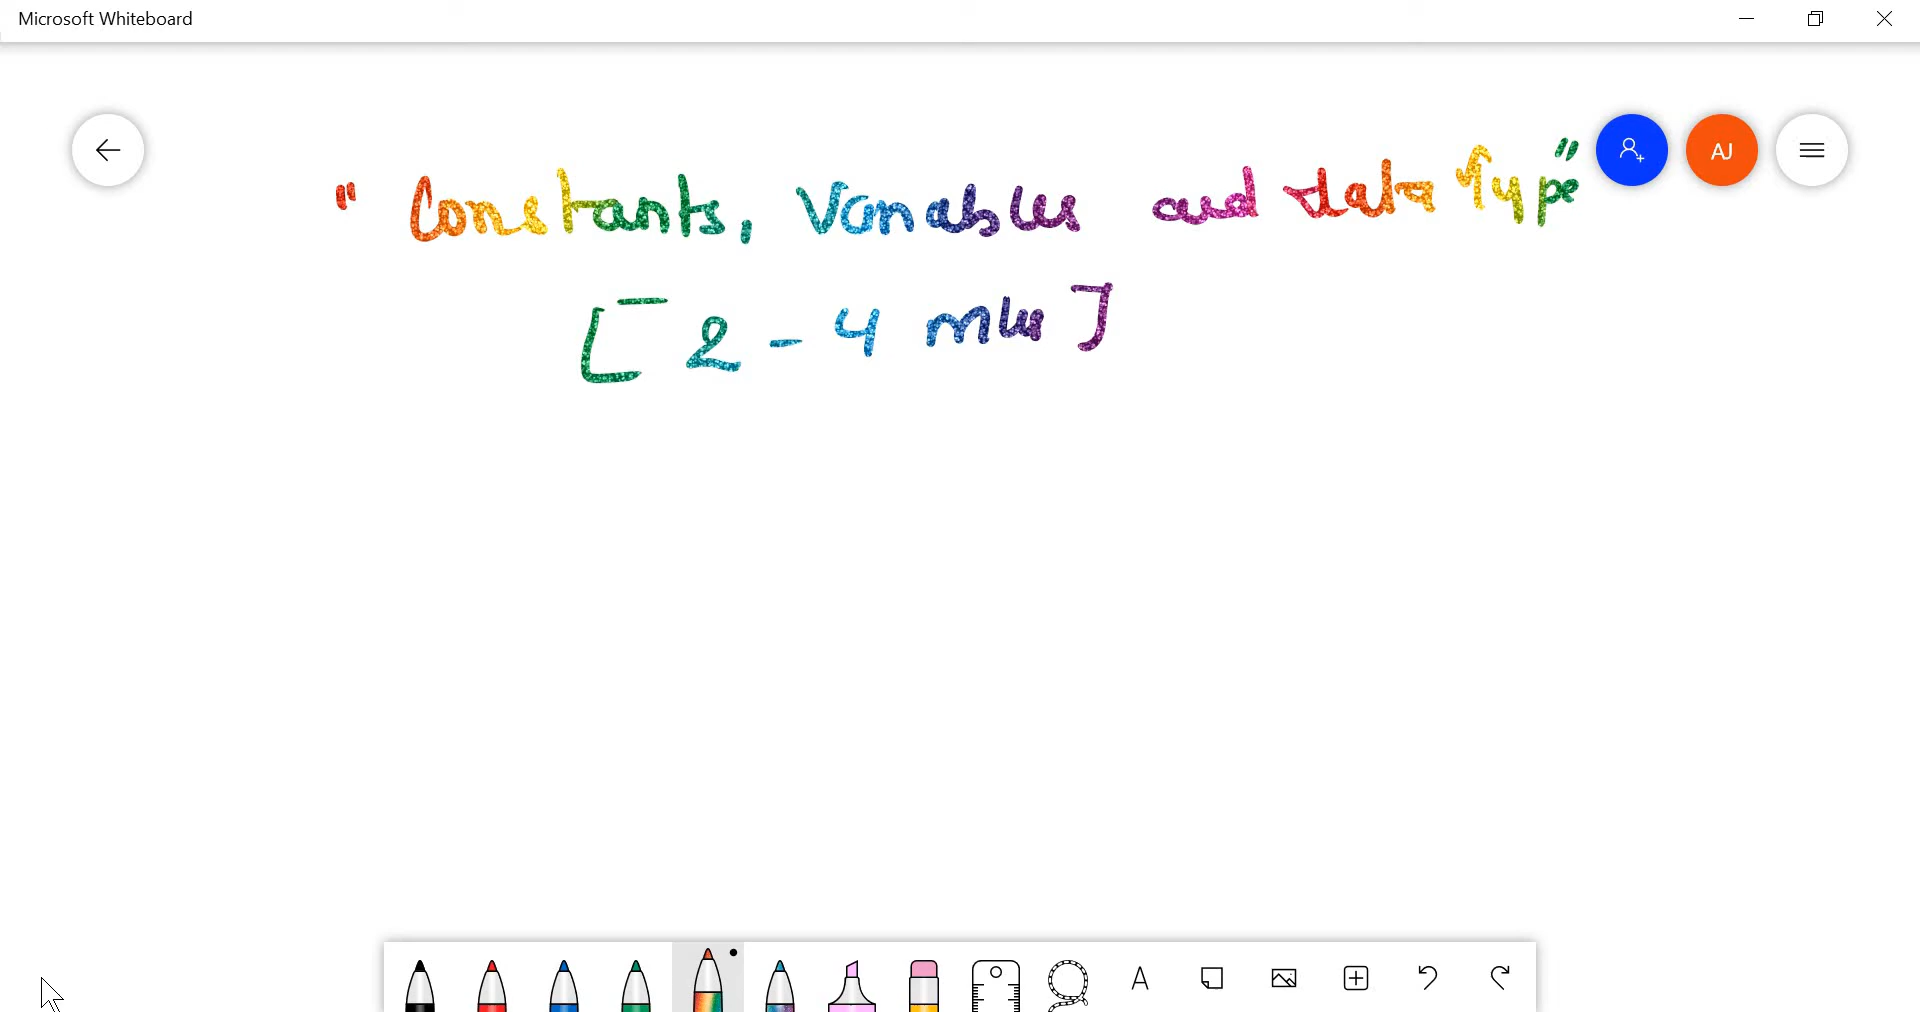 Microsoft Whiteboard
AJ
" Constants, Variables and data Type"
[ 2 - 4 mks ]
A